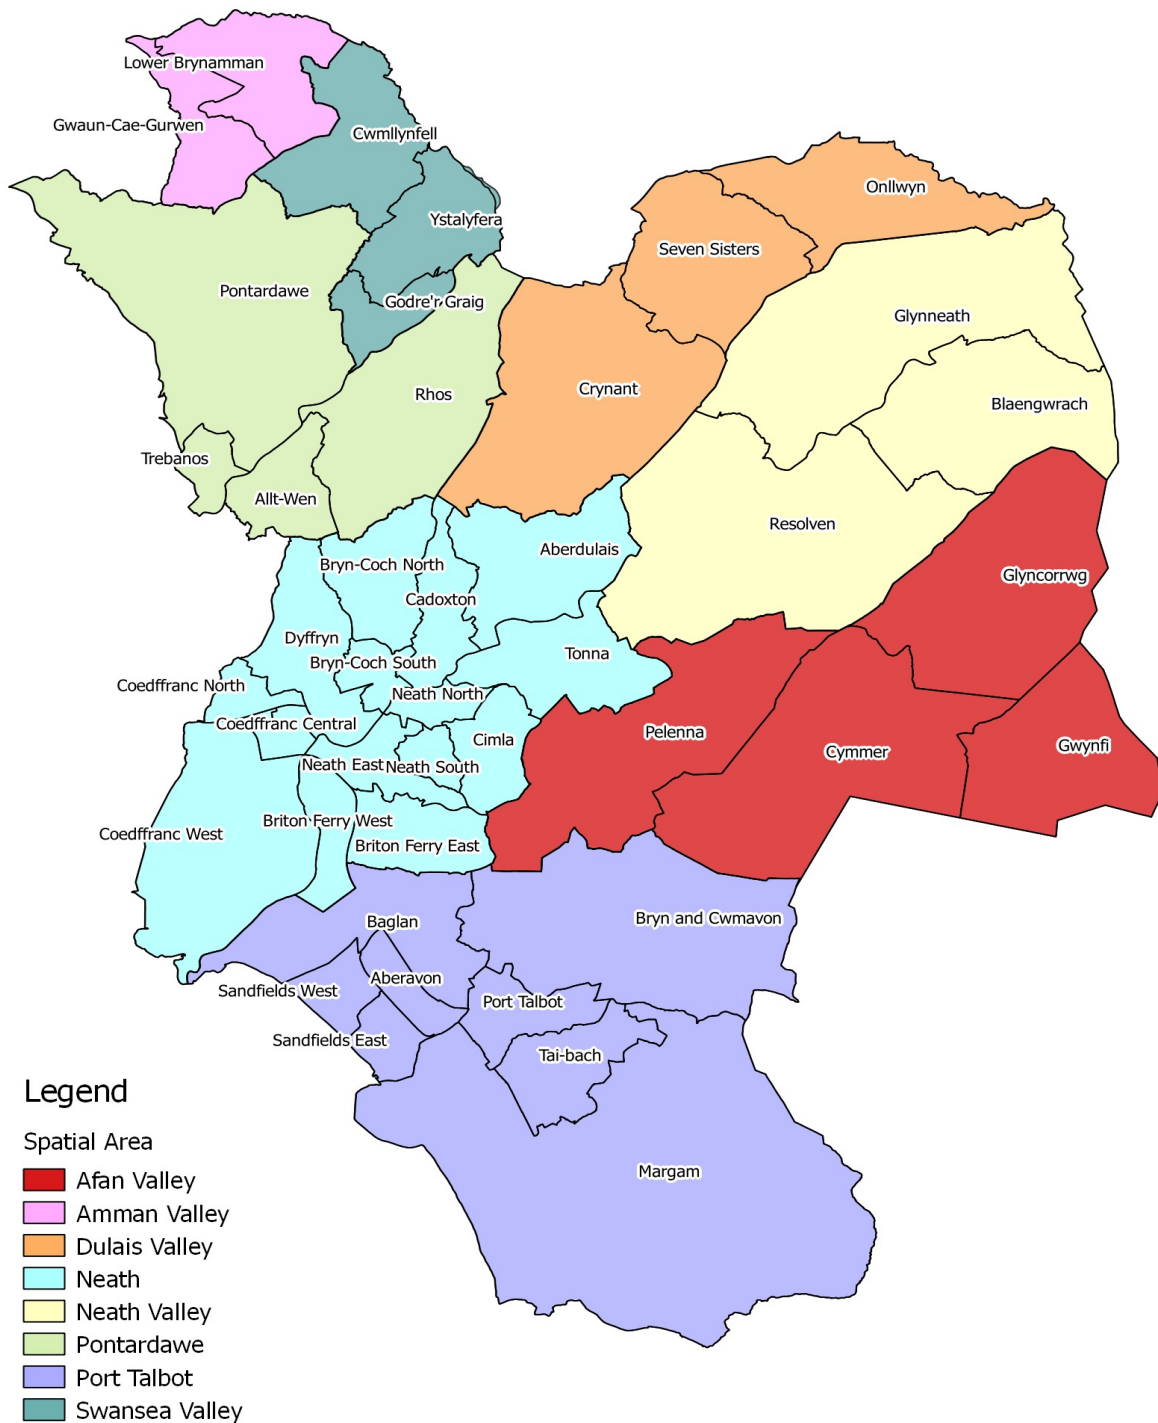 Lower Brynamman
Gwaun-Cae-Gurwen
Cwmllynfell
Onllwyn
Ystalyfera
Seven Sisters
Pontardawe
Godre'r Graig
Glynneath
Crynant
Rhos
Blaengwrach
Trebanos
Allt-Wen
Resolven
Aberdulais
Bryn-Coch North
Glyncorrwg
Cadoxton
Dyffryn
Tonna
Bryn-Coch South
Coedffranc North
Neath North
Coedffranc Central
Pelenna
Cimla
Gwynfi
Cymmer
Neath East
Neath South
Briton Ferry West
Coedffranc West
Briton Ferry East
Baglan
Bryn and Cwmavon
Aberavon
Sandfields West
Port Talbot
Sandfields East
Tai-bach
Margam
Legend
Spatial Area
Afan Valley
Amman Valley
Dulais Valley
Neath
Neath Valley
Pontardawe
Port Talbot
Swansea Valley